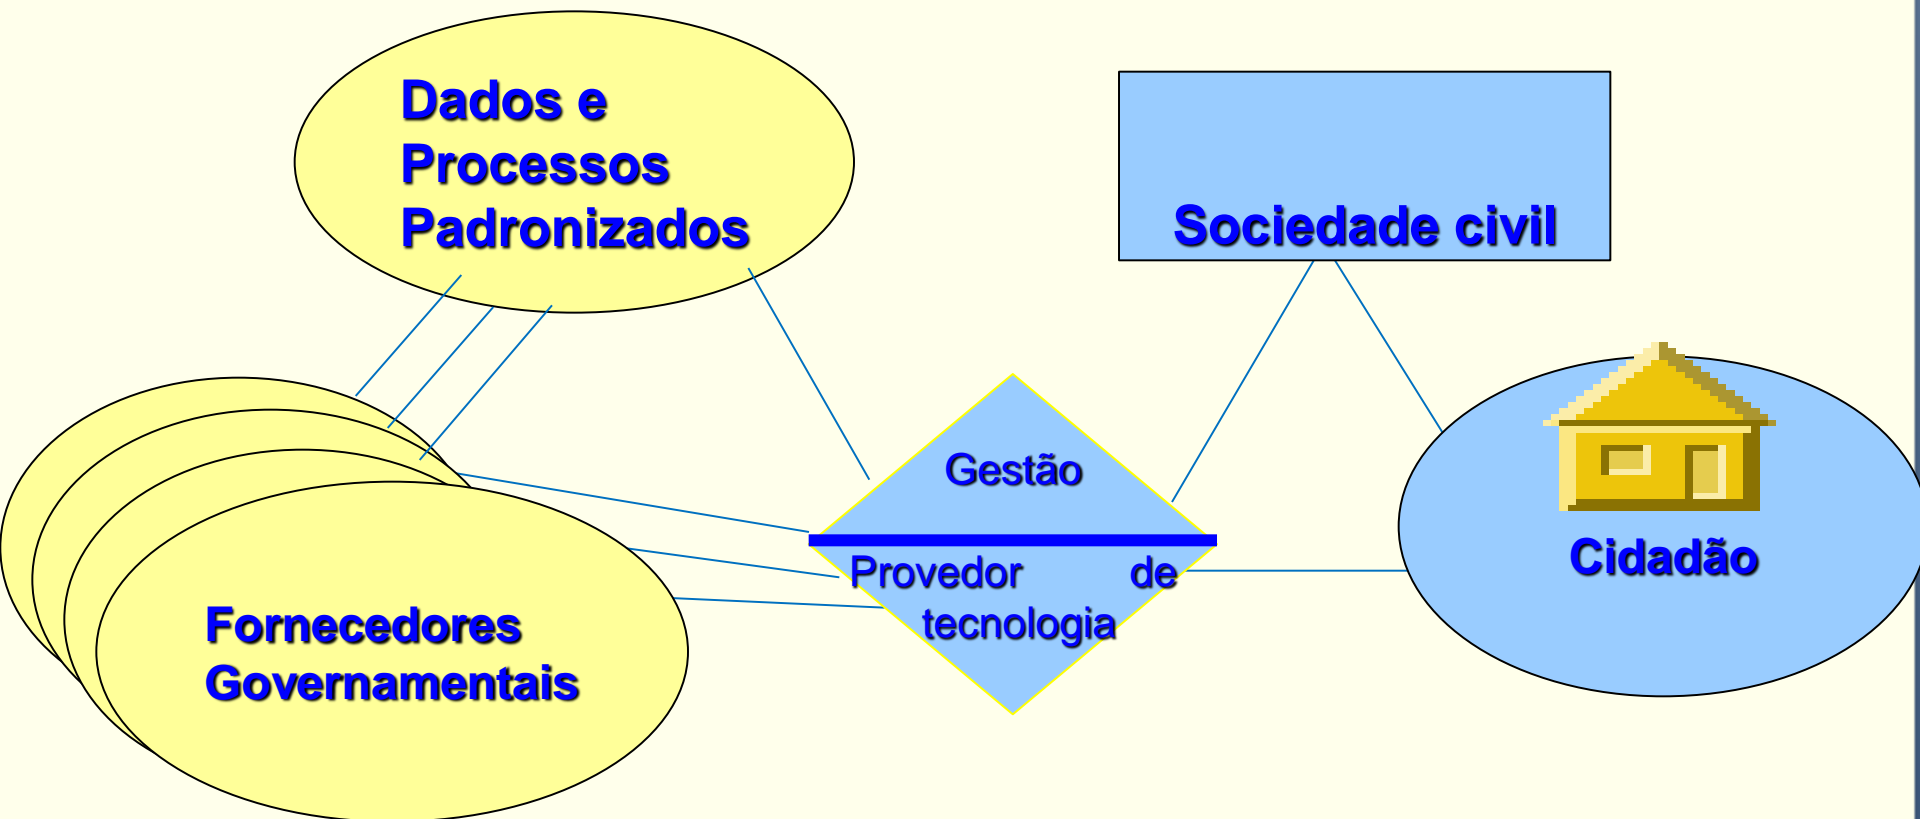 Dados e
Processos
Padronizados
Sociedade civil
Gestão
Provedor de
tecnologia
Cidadão
Fornecedores
Governamentais